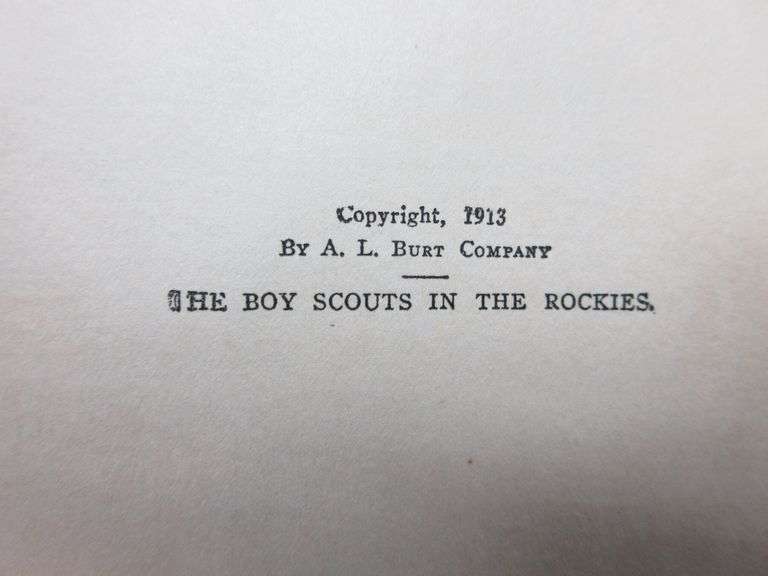 Copyright, 1913
By A. L. Burt Company
THE BOY SCOUTS IN THE ROCKIES.